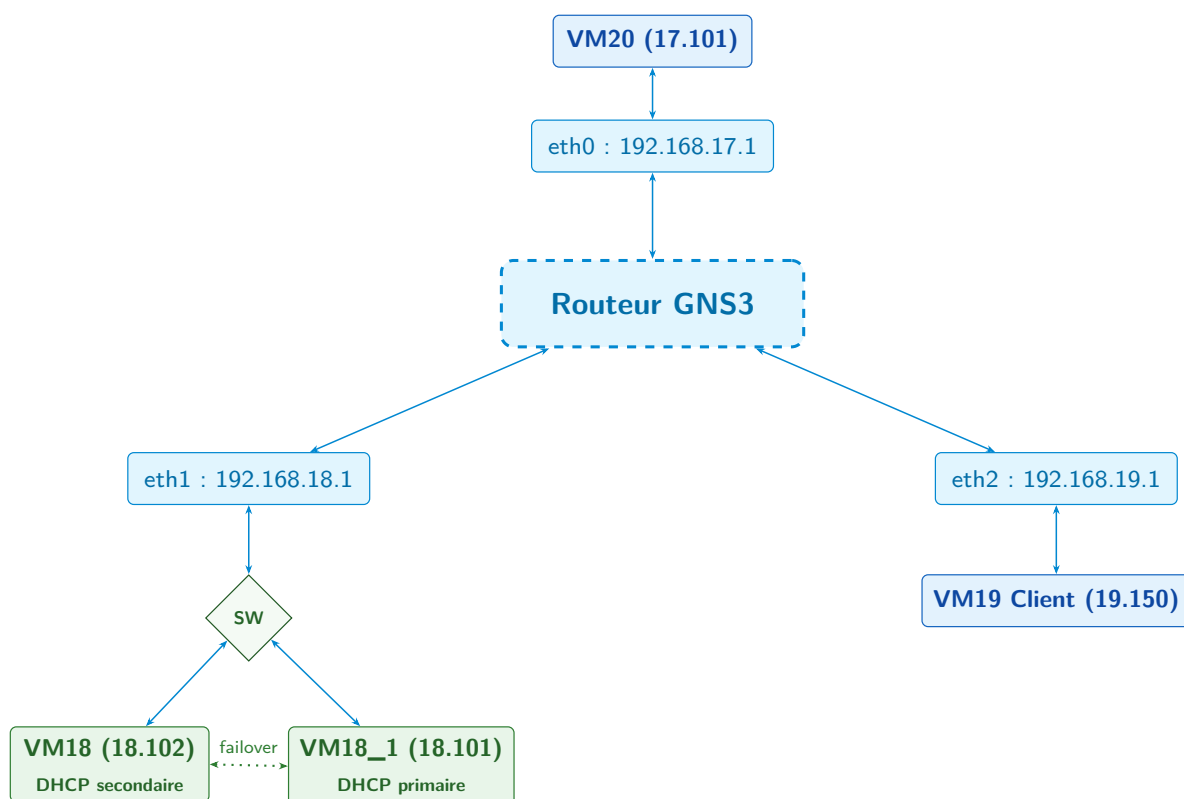 VM20 (17.101)
eth0 : 192.168.17.1
Routeur GNS3
eth1 : 192.168.18.1
eth2 : 192.168.19.1
SW
VM19 Client (19.150)
VM18 (18.102)
DHCP secondaire
failover
VM18_1 (18.101)
DHCP primaire